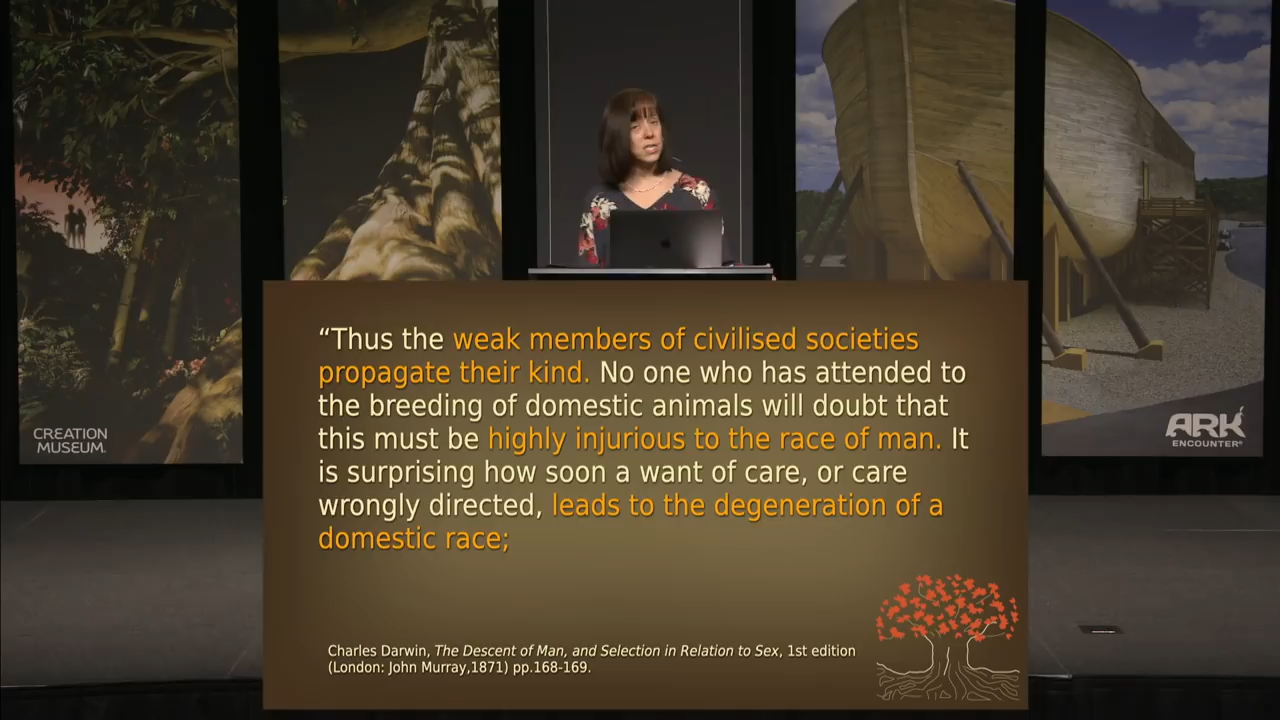 CREATION
MUSEUM.
ARK
ENCOUNTER
“Thus the weak members of civilised societies
propagate their kind. No one who has attended to
the breeding of domestic animals will doubt that
this must be highly injurious to the race of man. It
is surprising how soon a want of care, or care
wrongly directed, leads to the degeneration of a
domestic race;
Charles Darwin, The Descent of Man, and Selection in Relation to Sex, 1st edition
(London: John Murray,1871) pp.168-169.